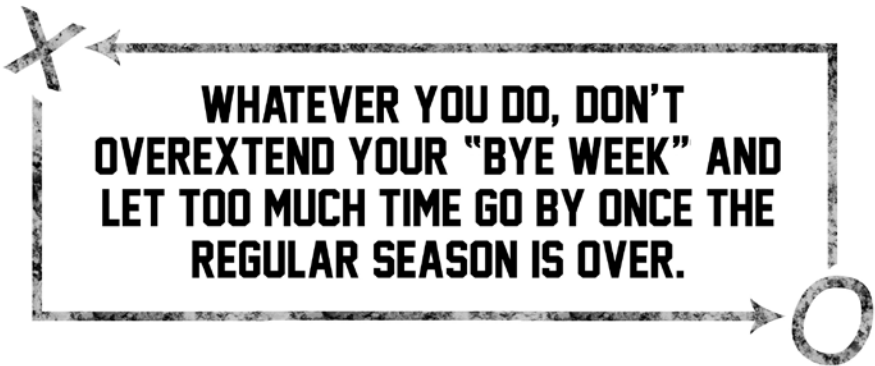 WHATEVER YOU DO, DON'T
OVEREXTEND YOUR “BYE WEEK” AND
LET TOO MUCH TIME GO BY ONCE THE
REGULAR SEASON IS OVER.